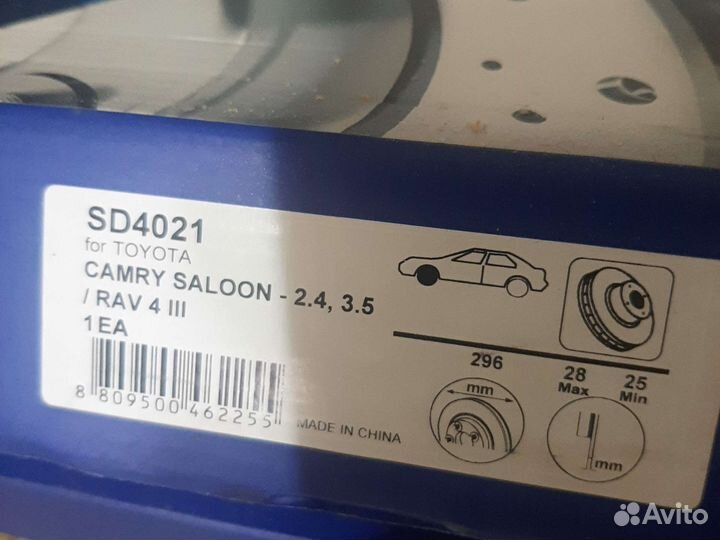 SD4021
for TOYOTA
CAMRY SALOON - 2.4, 3.5
/ RAV 4 III
1EA
8 809500 462255
MADE IN CHINA
296
28
Max
25
Min
mm
mm
Avito